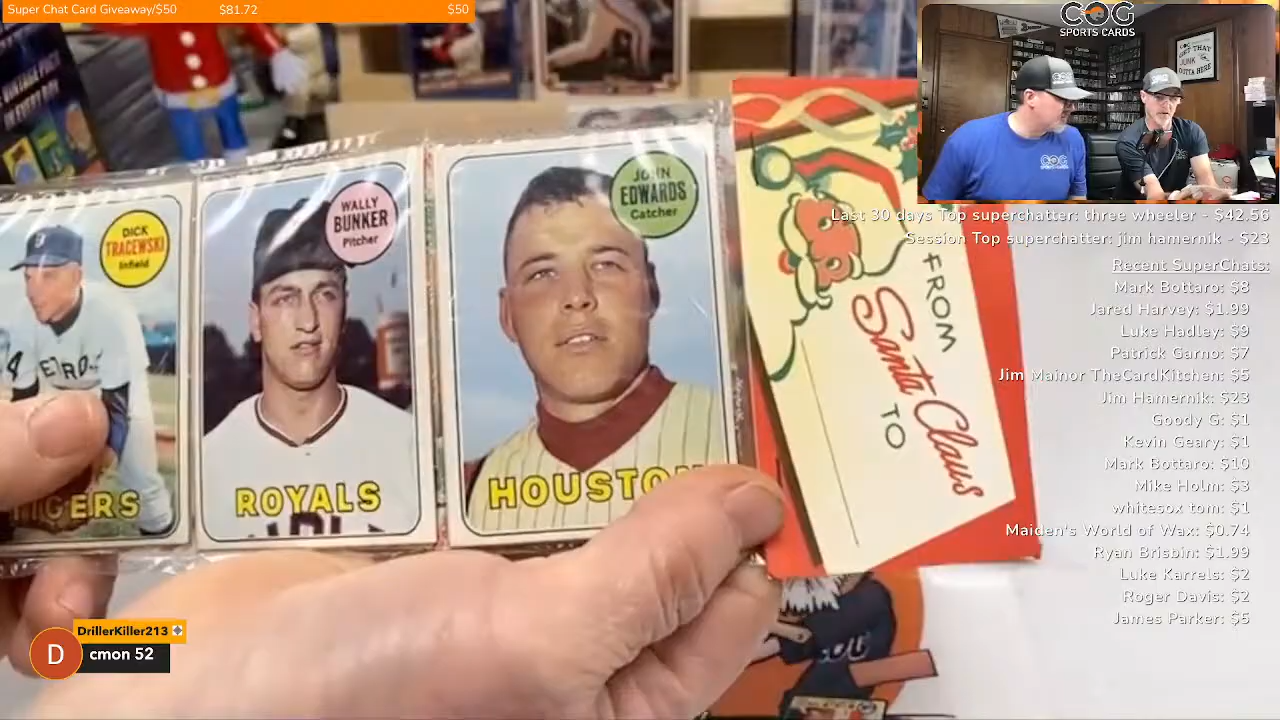 Super Chat Card Giveaway/$50 $81.72 $50
COG
SPORTS CARDS
Last 30 days Top superchatter: three wheeler - $42.56
Session Top superchatter: jim hamernik - $23
Recent SuperChats:
Mark Bottaro: $8
Jared Harvey: $1.99
Luke Hadley: $9
Patrick Garno: $7
Jim Mainor TheCardKitchen: $5
Jim Hamernik: $23
Goody G: $1
Kevin Geary: $1
Mark Bottaro: $10
Mike Holm: $3
whitesox tom: $1
Maiden's World of Wax: $0.74
Ryan Brisbin: $1.99
Luke Karrels: $2
Roger Davis: $2
James Parker: $5
DICK
TRACEWSKI
Infield
TIGERS
WALLY
BUNKER
Pitcher
ROYALS
JOHN
EDWARDS
Catcher
HOUSTON
FROM
Santa Claus
TO
DrillerKiller213
D
cmon 52